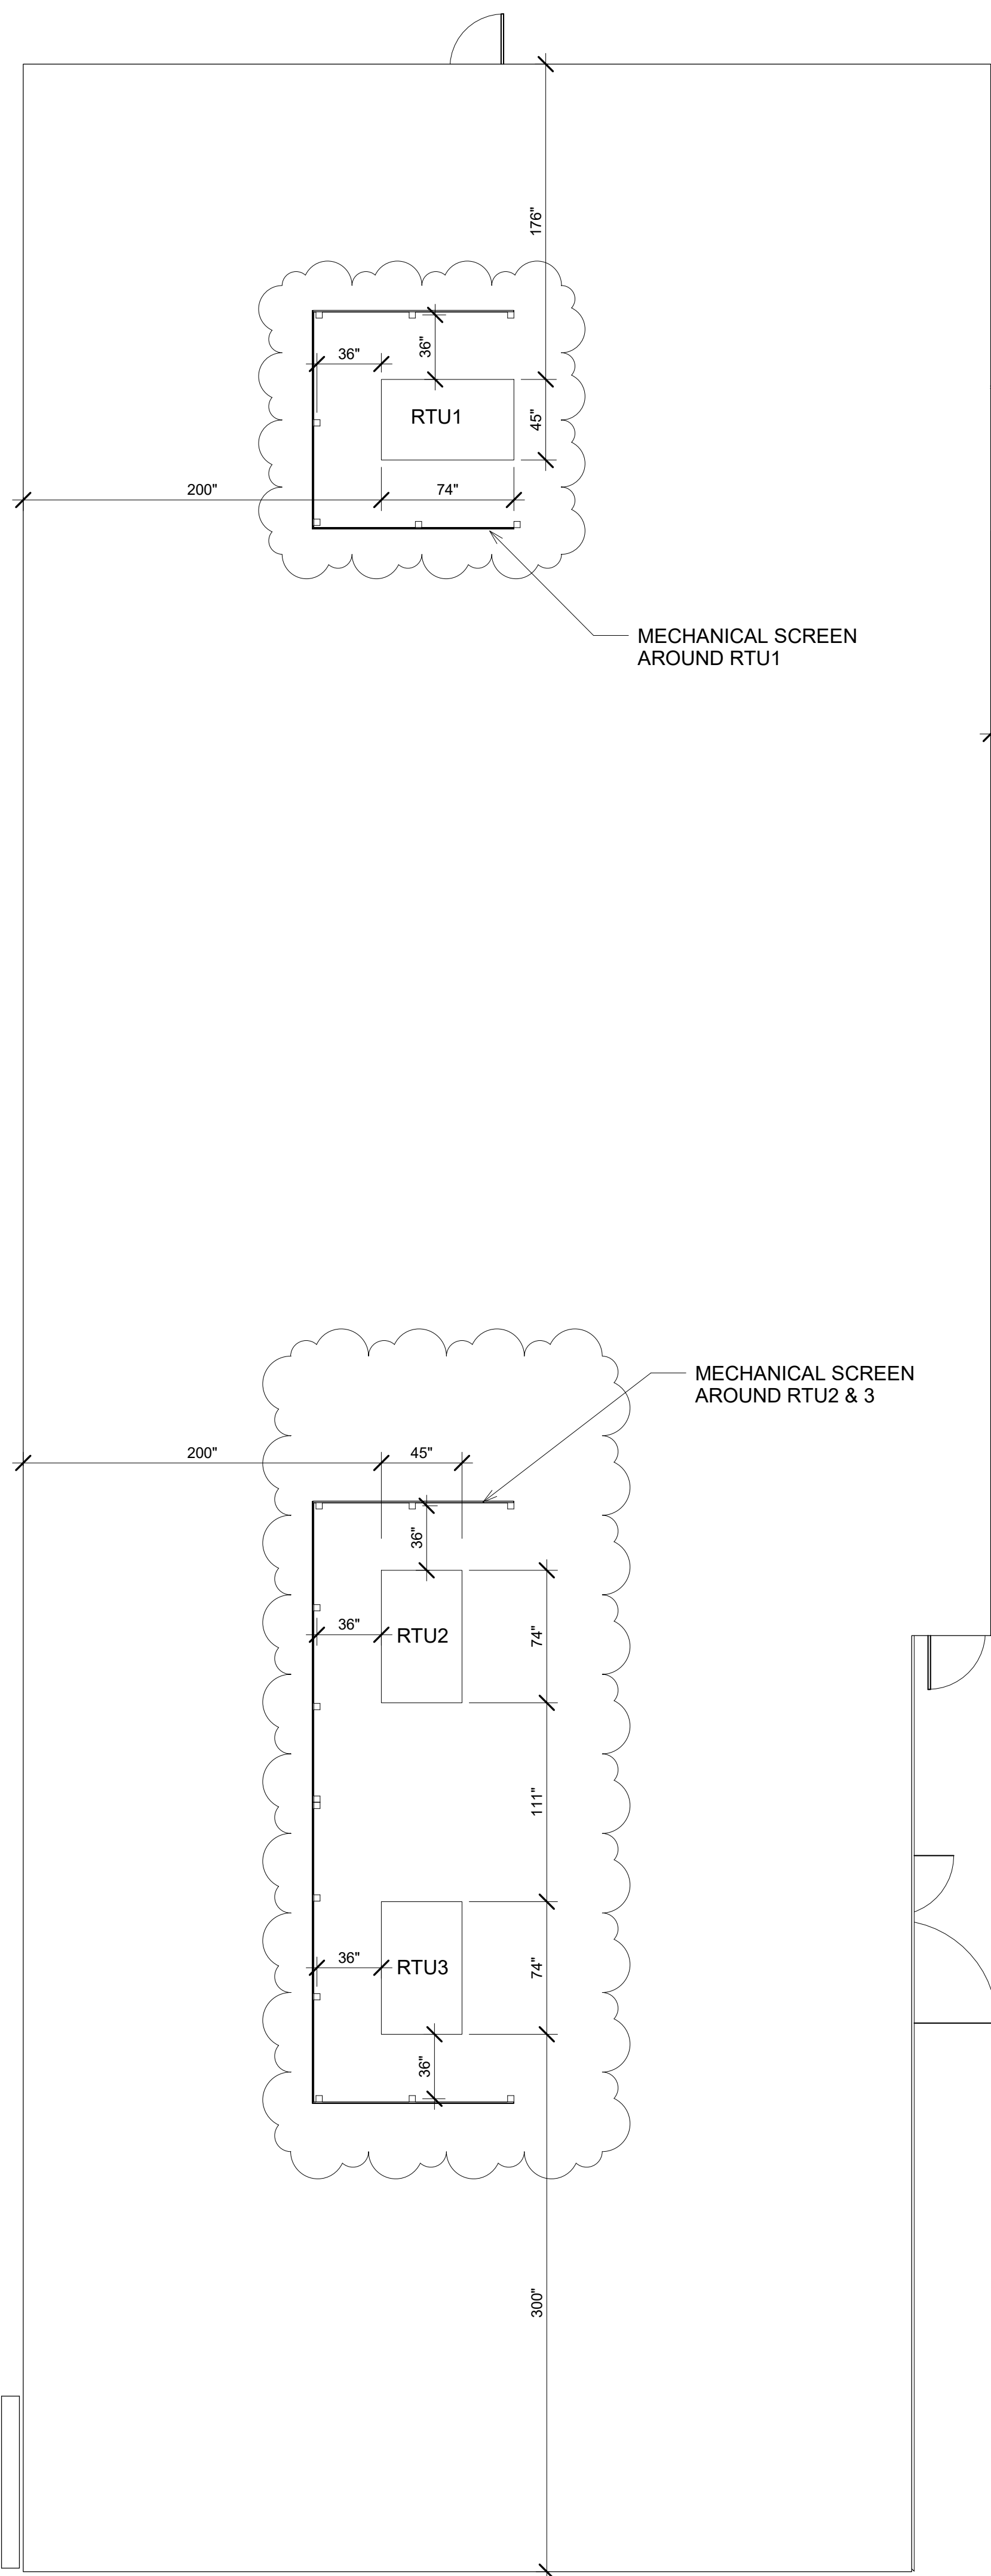 176"
36"
36"
RTU1
45"
200"
74"
MECHANICAL SCREEN
AROUND RTU1
MECHANICAL SCREEN
AROUND RTU2 & 3
200"
45"
36"
36"
RTU2
74"
111"
36"
RTU3
74"
36"
300"